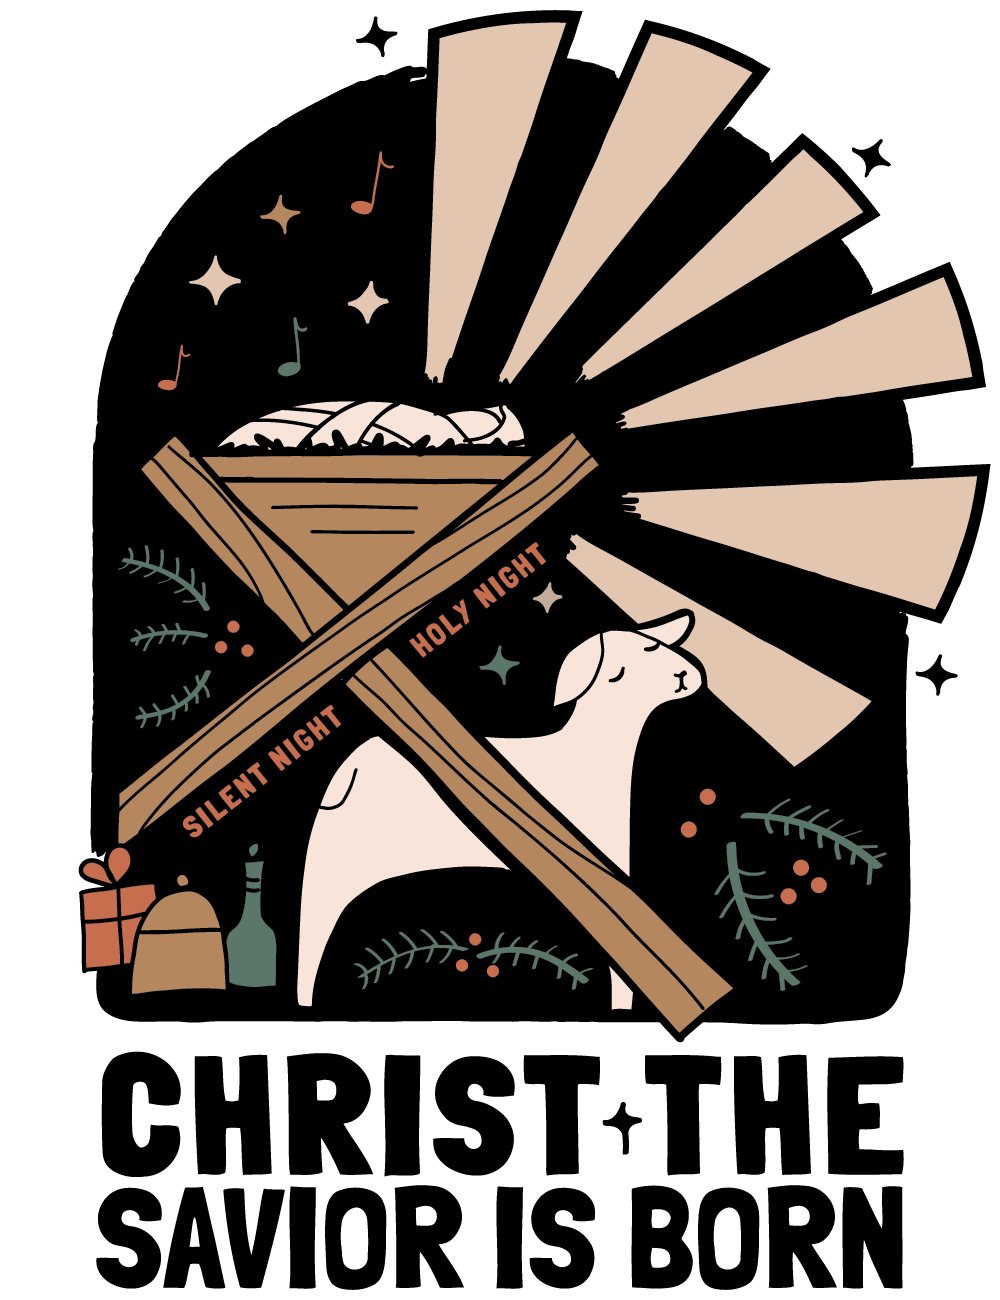 HOLY NIGHT
SILENT NIGHT
CHRIST THE
SAVIOR IS BORN